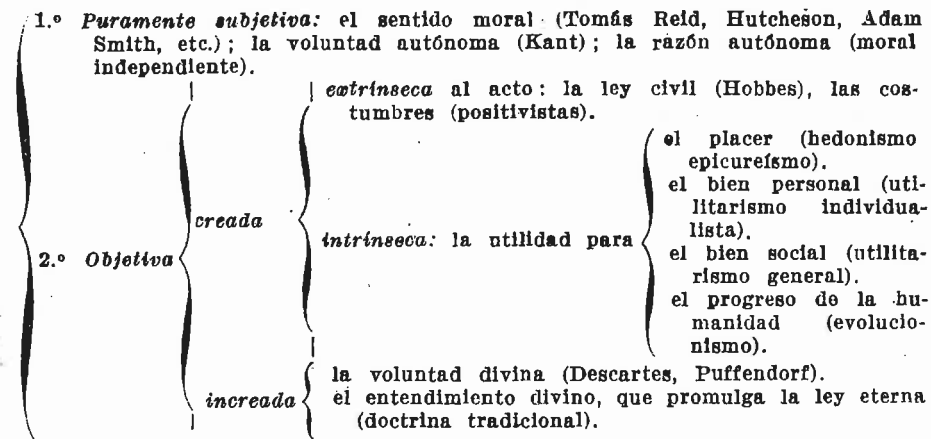 1.º Puramente subjetiva: el sentido moral (Tomás Reid, Hutcheson, Adam
Smith, etc.); la voluntad autónoma (Kant); la razón autónoma (moral
independiente).
2.º Objetiva
creada
extrínseca al acto: la ley civil (Hobbes), las cos-
tumbres (positivistas).
intrínseca: la utilidad para
el placer (hedonismo
epicureísmo).
el bien personal (uti-
litarismo individua-
lista).
el bien social (utilita-
rismo general).
el progreso de la hu-
manidad (evolucio-
nismo).
increada
la voluntad divina (Descartes, Puffendorf).
el entendimiento divino, que promulga la ley eterna
(doctrina tradicional).